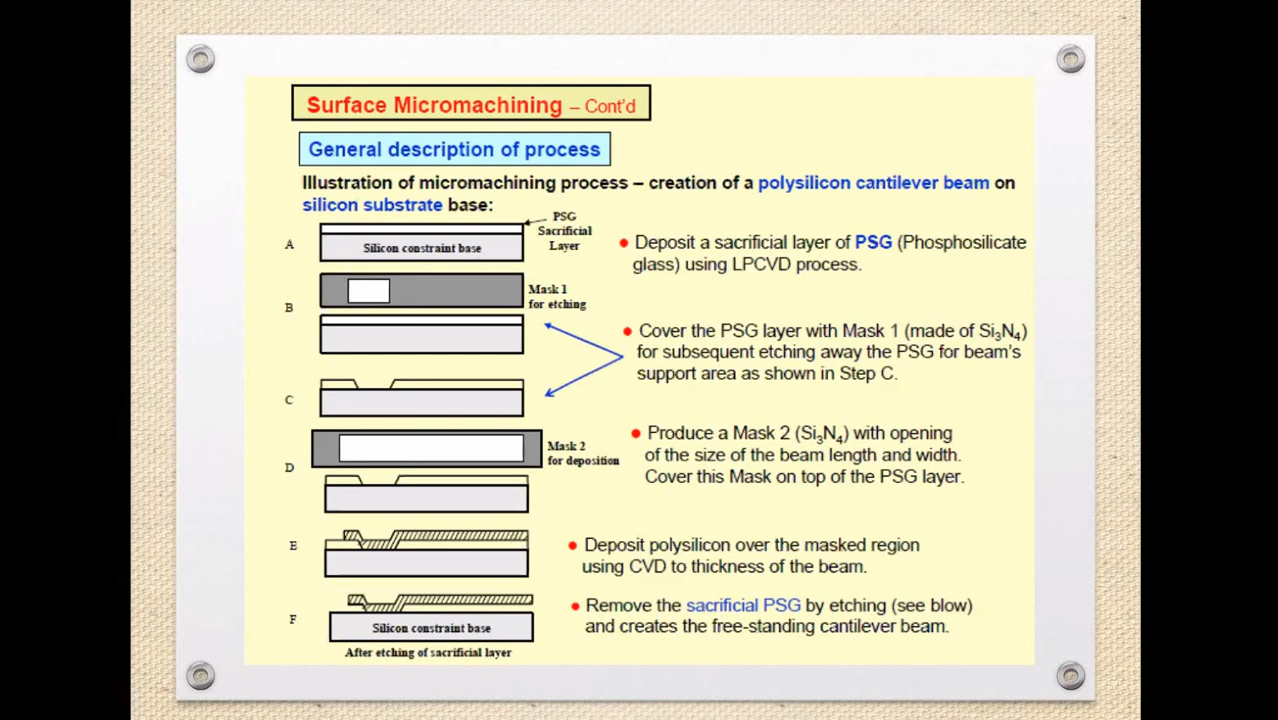 Surface Micromachining – Cont'd
General description of process
Illustration of micromachining process – creation of a polysilicon cantilever beam on
silicon substrate base:
A
Silicon constraint base
PSG
Sacrificial
Layer
Deposit a sacrificial layer of PSG (Phosphosilicate
glass) using LPCVD process.
B
Mask 1
for etching
Cover the PSG layer with Mask 1 (made of Si₃N₄)
for subsequent etching away the PSG for beam's
support area as shown in Step C.
C
D
Mask 2
for deposition
Produce a Mask 2 (Si₃N₄) with opening
of the size of the beam length and width.
Cover this Mask on top of the PSG layer.
E
Deposit polysilicon over the masked region
using CVD to thickness of the beam.
F
Silicon constraint base
After etching of sacrificial layer
Remove the sacrificial PSG by etching (see blow)
and creates the free-standing cantilever beam.